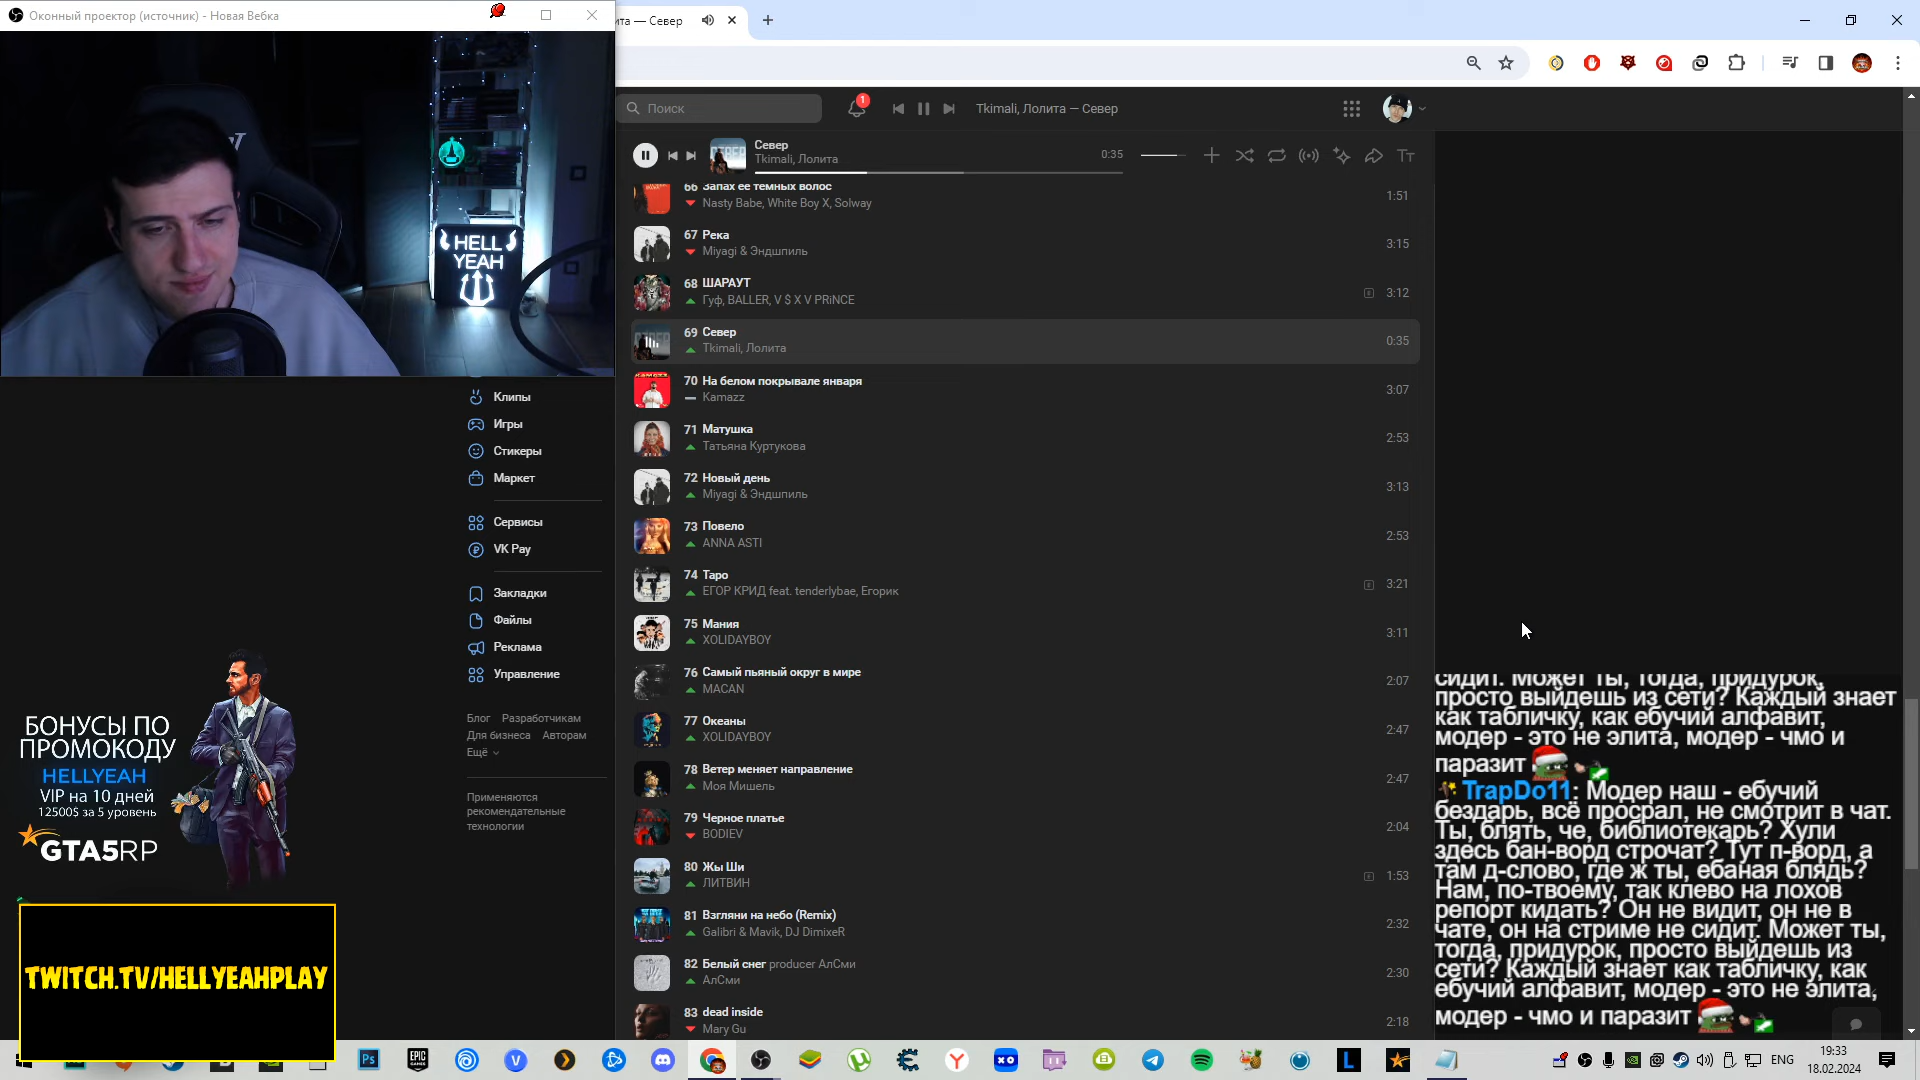 Оконный проектор (источник) - Новая Вебка
ита — Север
HELL
YEAH
Поиск
1
Tkimali, Лолита — Север
Север
Tkimali, Лолита
0:35
66 Запах её тёмных волос
Nasty Babe, White Boy X, Solway
1:51
67 Река
Miyagi & Эндшпиль
3:15
68 ШАРАУТ
Гуф, BALLER, V $ X V PRiNCE
3:12
69 Север
Tkimali, Лолита
0:35
70 На белом покрывале января
Kamazz
3:07
71 Матушка
Татьяна Куртукова
2:53
72 Новый день
Miyagi & Эндшпиль
3:13
73 Повело
ANNA ASTI
2:53
74 Таро
ЕГОР КРИД feat. tenderlybae, Егорик
3:21
75 Мания
XOLIDAYBOY
3:11
76 Самый пьяный округ в мире
MACAN
2:07
77 Океаны
XOLIDAYBOY
2:47
78 Ветер меняет направление
Моя Мишель
2:47
79 Черное платье
BODIEV
2:04
80 Жы Ши
ЛИТВИН
1:53
81 Взгляни на небо (Remix)
Galibri & Mavik, DJ DimixeR
2:32
82 Белый снег producer АлСми
АлСми
2:30
83 dead inside
Mary Gu
2:18
Клипы
Игры
Стикеры
Маркет
Сервисы
VK Pay
Закладки
Файлы
Реклама
Управление
Блог Разработчикам
Для бизнеса Авторам
Ещё
Применяются
рекомендательные
технологии
БОНУСЫ ПО
ПРОМОКОДУ
HELLYEAH
VIP на 10 дней
12500$ за 5 уровень
GTA5RP
TWITCH.TV/HELLYEAHPLAY
сидит. Может ты, тогда, придурок,
просто выйдешь из сети? Каждый знает
как табличку, как ебучий алфавит,
модер - это не элита, модер - чмо и
паразит
TrapDo11: Модер наш - ебучий
бездарь, всё просрал, не смотрит в чат.
Ты, блять, че, библиотекарь? Хули
здесь бан-ворд строчат? Тут п-ворд, а
там д-слово, где ж ты, ебаная блядь?
Нам, по-твоему, так клево на лохов
репорт кидать? Он не видит, он не в
чате, он на стриме не сидит. Может ты,
тогда, придурок, просто выйдешь из
сети? Каждый знает как табличку, как
ебучий алфавит, модер - это не элита,
модер - чмо и паразит
Ps
EPIC
GAMES
ENG
19:33
18.02.2024